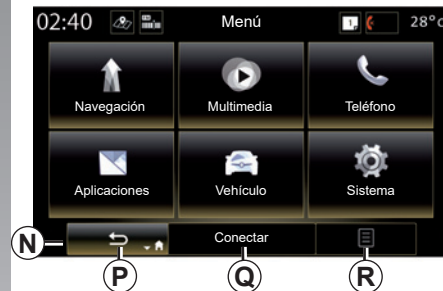 02:40 Menú 28°c
Navegación Multimedia Teléfono
Aplicaciones Vehículo Sistema
N Conectar
P Q R